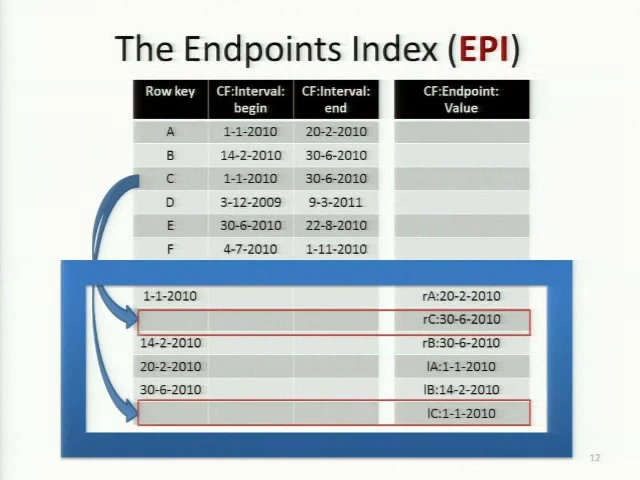 The Endpoints Index (EPI)
Row key CF:Interval: begin CF:Interval: end CF:Endpoint: Value
A 1-1-2010 20-2-2010
B 14-2-2010 30-6-2010
C 1-1-2010 30-6-2010
D 3-12-2009 9-3-2011
E 30-6-2010 22-8-2010
F 4-7-2010 1-11-2010
1-1-2010 rA:20-2-2010
rC:30-6-2010
14-2-2010 rB:30-6-2010
20-2-2010 lA:1-1-2010
30-6-2010 lB:14-2-2010
lC:1-1-2010
12